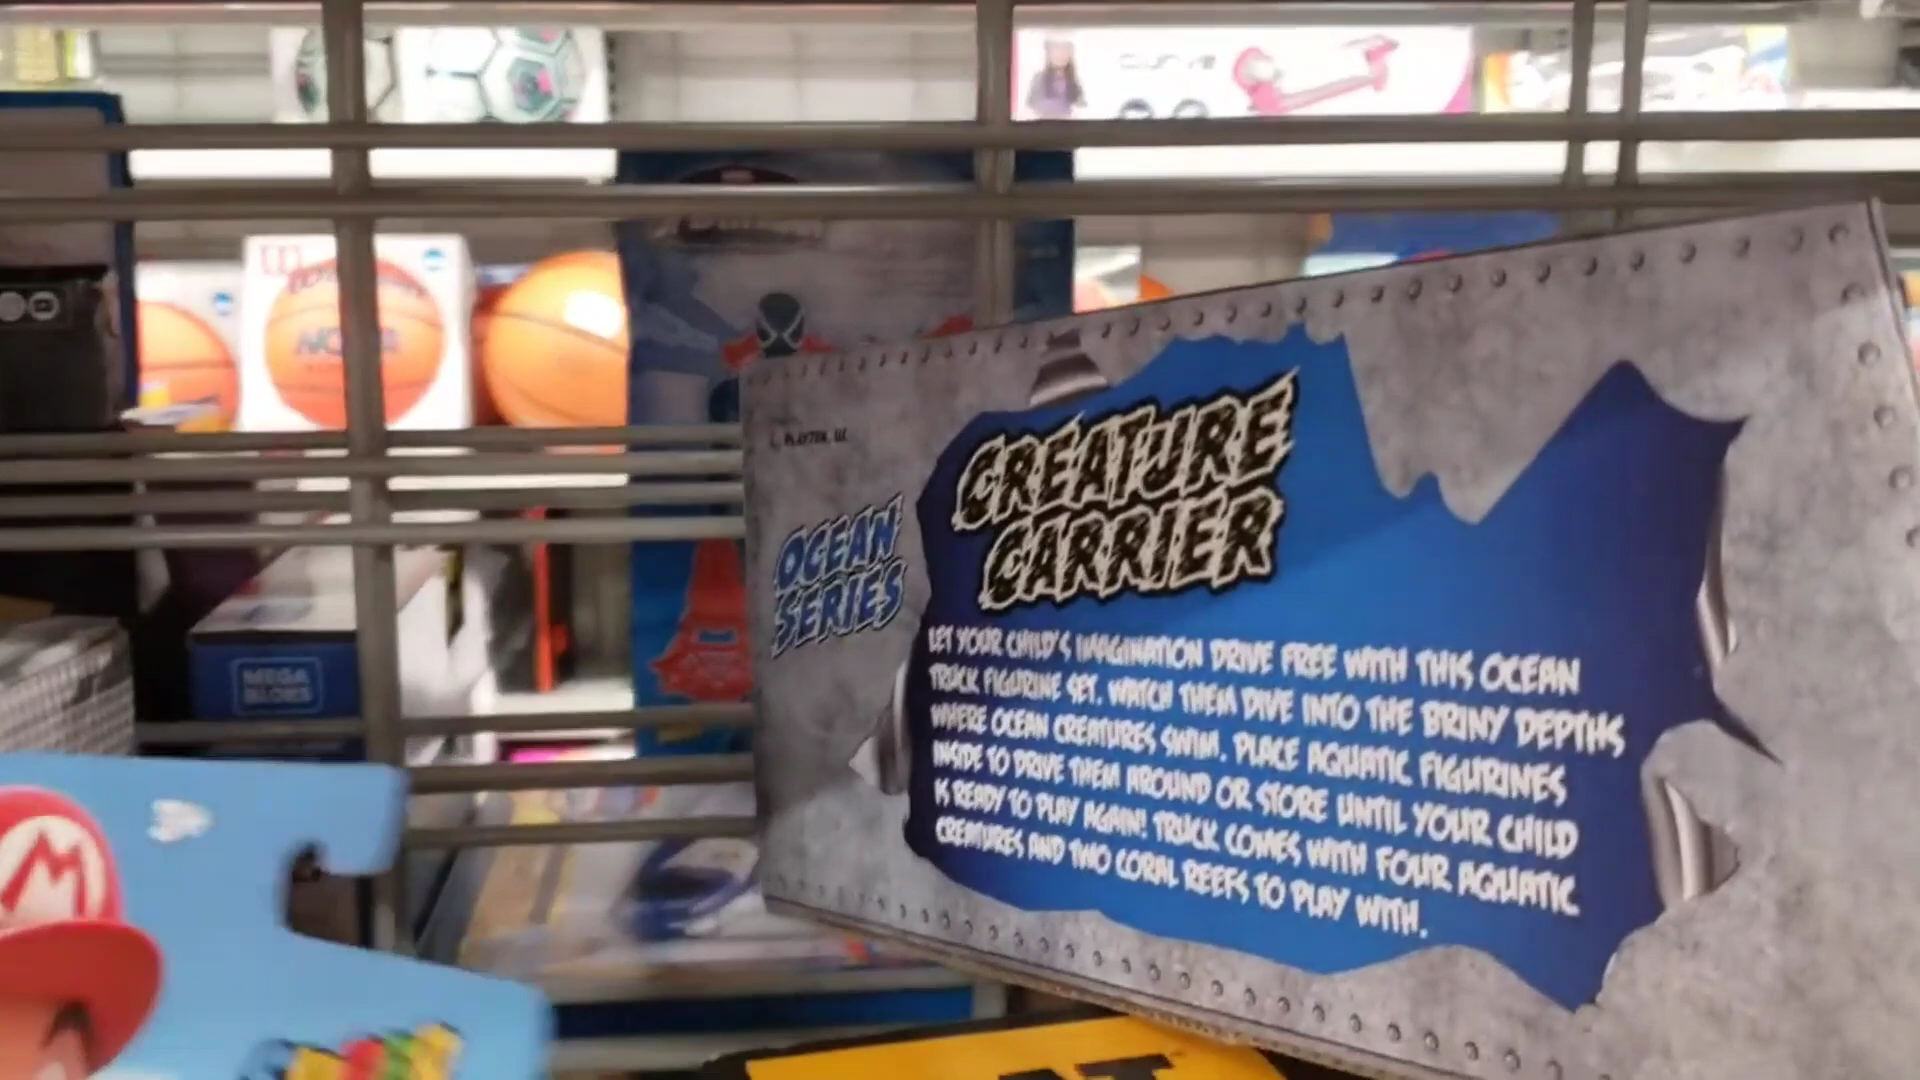 curve
NCAA
PLAYTEK, LLC
OCEAN
SERIES
CREATURE
CARRIER
LET YOUR CHILD'S IMAGINATION DRIVE FREE WITH THIS OCEAN
TRUCK FIGURINE SET. WATCH THEM DIVE INTO THE BRINY DEPTHS
WHERE OCEAN CREATURES SWIM. PLACE AQUATIC FIGURINES
INSIDE TO DRIVE THEM AROUND OR STORE UNTIL YOUR CHILD
IS READY TO PLAY AGAIN! TRUCK COMES WITH FOUR AQUATIC
CREATURES AND TWO CORAL REEFS TO PLAY WITH.
MEGA
BLOKS
M